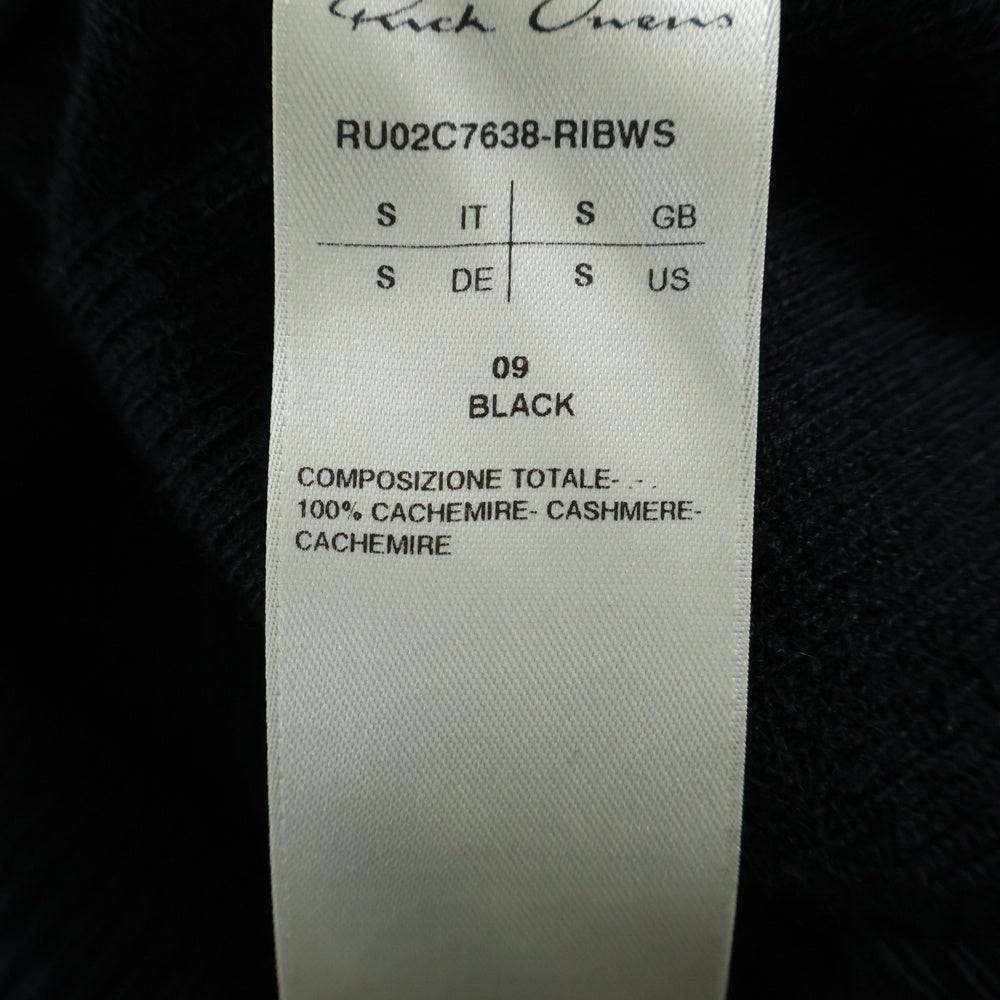 Rick Owens
RU02C7638-RIBWS
S IT S GB
S DE S US
09
BLACK
COMPOSIZIONE TOTALE- .-.
100% CACHEMIRE- CASHMERE-
CACHEMIRE